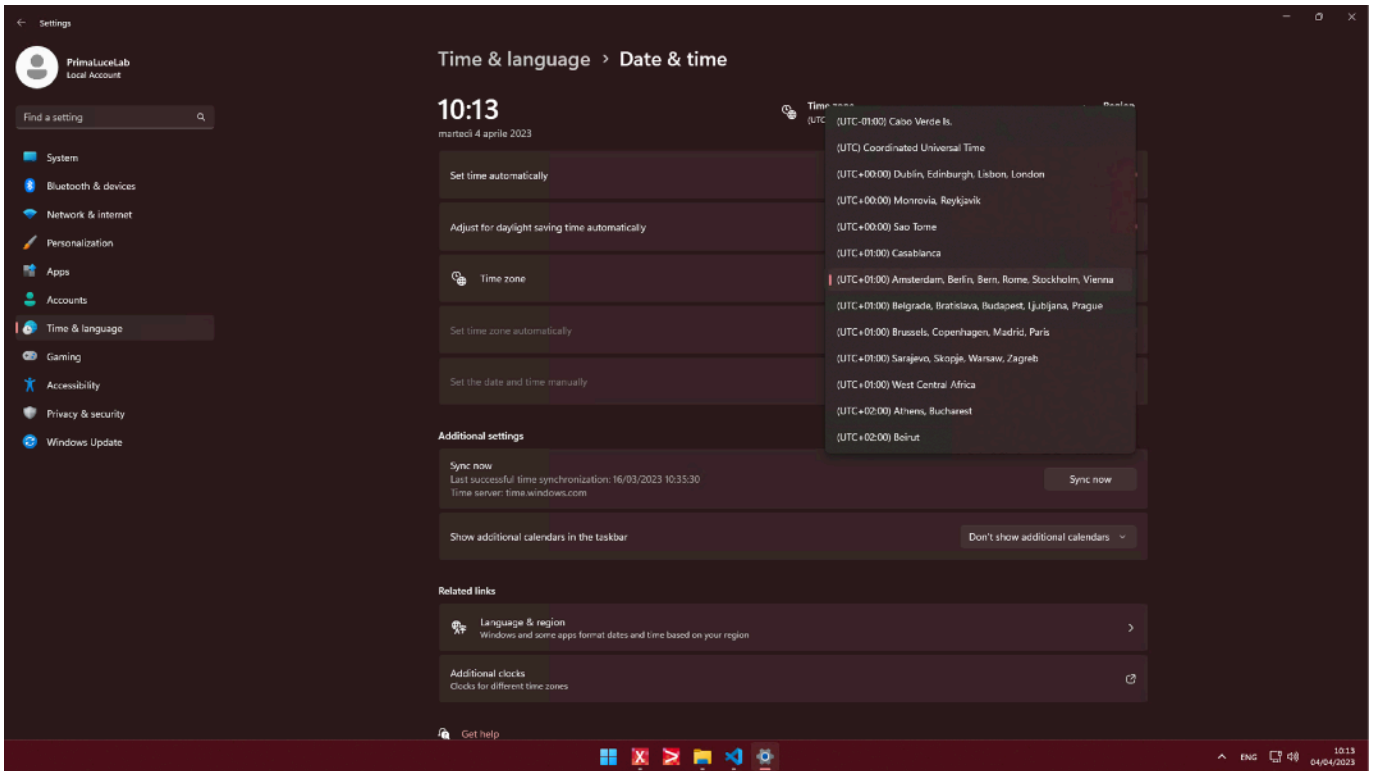 Settings
PrimaLuceLab
Local Account
Find a setting
System
Bluetooth & devices
Network & internet
Personalization
Apps
Accounts
Time & language
Gaming
Accessibility
Privacy & security
Windows Update
Time & language > Date & time
10:13
martedì 4 aprile 2023
Time zone
(UTC
Region
Set time automatically
Adjust for daylight saving time automatically
Time zone
Set time zone automatically
Set the date and time manually
(UTC-01:00) Cabo Verde Is.
(UTC) Coordinated Universal Time
(UTC+00:00) Dublin, Edinburgh, Lisbon, London
(UTC+00:00) Monrovia, Reykjavik
(UTC+00:00) Sao Tome
(UTC+01:00) Casablanca
(UTC+01:00) Amsterdam, Berlin, Bern, Rome, Stockholm, Vienna
(UTC+01:00) Belgrade, Bratislava, Budapest, Ljubljana, Prague
(UTC+01:00) Brussels, Copenhagen, Madrid, Paris
(UTC+01:00) Sarajevo, Skopje, Warsaw, Zagreb
(UTC+01:00) West Central Africa
(UTC+02:00) Athens, Bucharest
(UTC+02:00) Beirut
Additional settings
Sync now
Last successful time synchronization: 16/03/2023 10:35:30
Time server: time.windows.com
Sync now
Show additional calendars in the taskbar
Don't show additional calendars
Related links
Language & region
Windows and some apps format dates and time based on your region
Additional clocks
Clocks for different time zones
Get help
ENG
10:13
04/04/2023